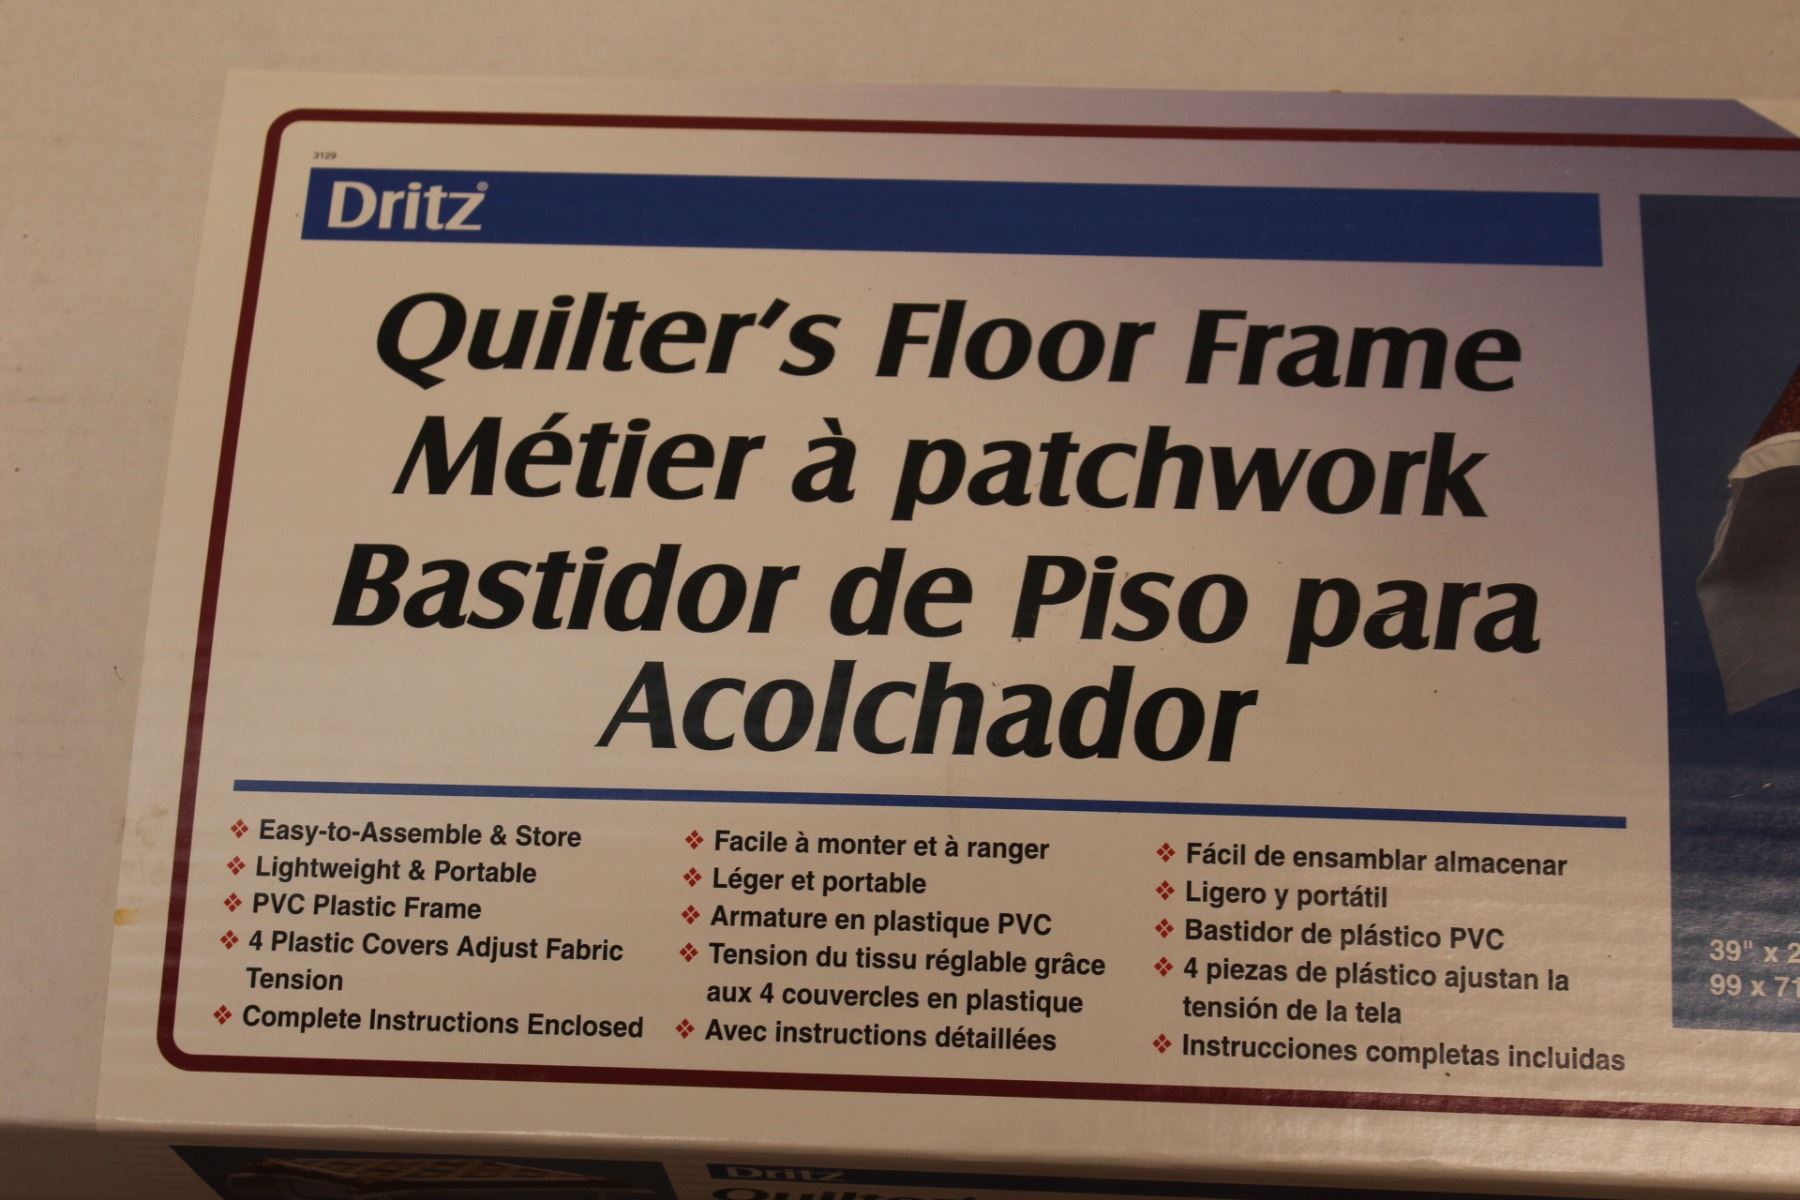 3129
Dritz®
Quilter's Floor Frame
Métier à patchwork
Bastidor de Piso para
Acolchador
❖ Easy-to-Assemble & Store
❖ Lightweight & Portable
❖ PVC Plastic Frame
❖ 4 Plastic Covers Adjust Fabric
Tension
❖ Complete Instructions Enclosed
❖ Facile à monter et à ranger
❖ Léger et portable
❖ Armature en plastique PVC
❖ Tension du tissu réglable grâce
aux 4 couvercles en plastique
❖ Avec instructions détaillées
❖ Fácil de ensamblar almacenar
❖ Ligero y portátil
❖ Bastidor de plástico PVC
❖ 4 piezas de plástico ajustan la
tensión de la tela
❖ Instrucciones completas incluidas
39" x 2
99 x 71
Dritz